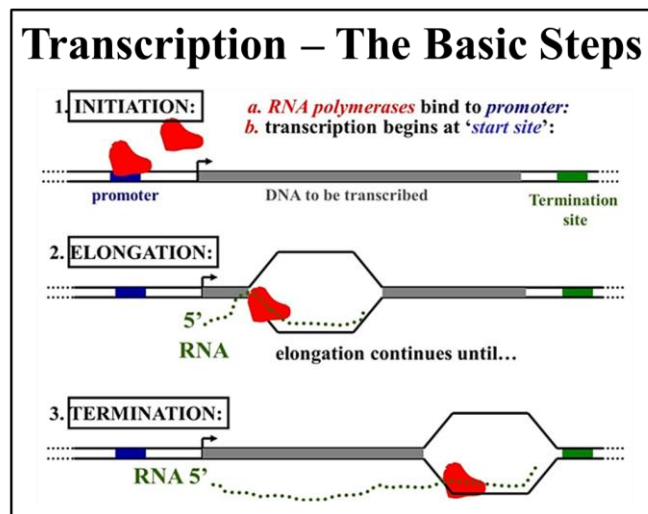 Transcription – The Basic Steps
1. INITIATION:
a. RNA polymerases bind to promoter:
b. transcription begins at ‘start site’:
promoter
DNA to be transcribed
Termination
site
2. ELONGATION:
5’
RNA
elongation continues until…
3. TERMINATION:
RNA 5’